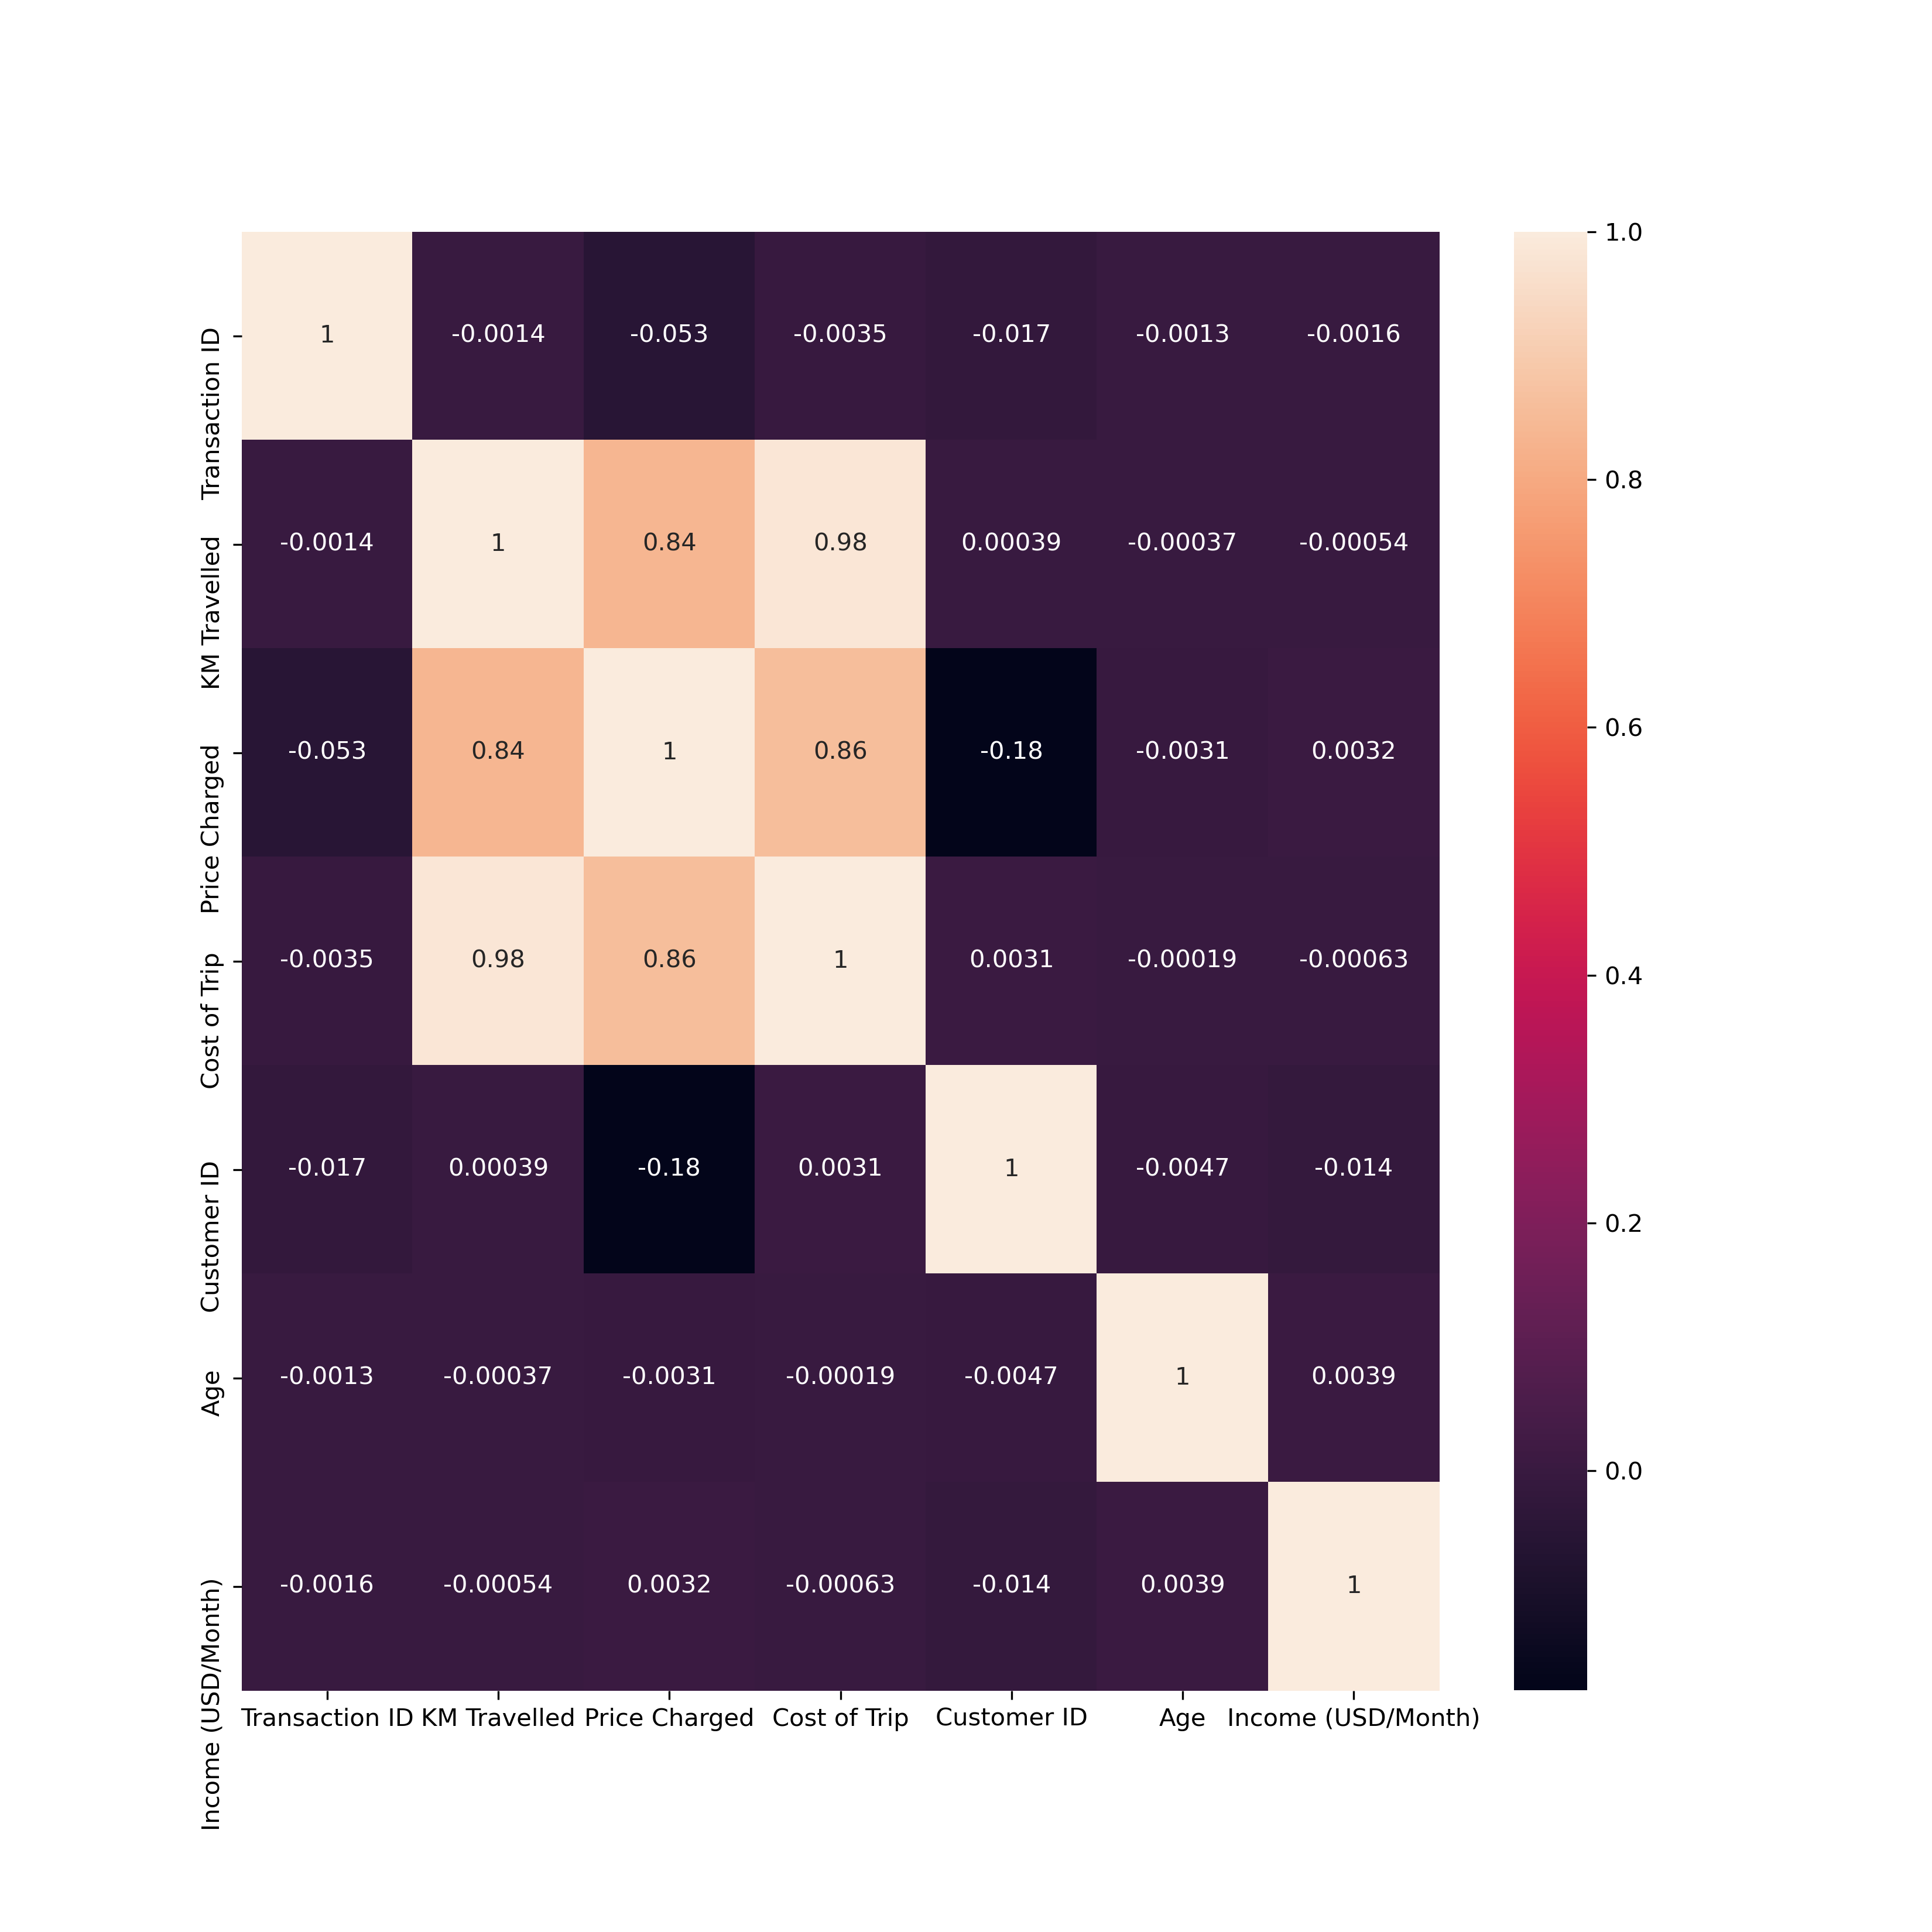 Transaction ID 1 -0.0014 -0.053 -0.0035 -0.017 -0.0013 -0.0016
KM Travelled -0.0014 1 0.84 0.98 0.00039 -0.00037 -0.00054
Price Charged -0.053 0.84 1 0.86 -0.18 -0.0031 0.0032
Cost of Trip -0.0035 0.98 0.86 1 0.0031 -0.00019 -0.00063
Customer ID -0.017 0.00039 -0.18 0.0031 1 -0.0047 -0.014
Age -0.0013 -0.00037 -0.0031 -0.00019 -0.0047 1 0.0039
Income (USD/Month) -0.0016 -0.00054 0.0032 -0.00063 -0.014 0.0039 1
Transaction ID KM Travelled Price Charged Cost of Trip Customer ID Age Income (USD/Month)
1.0
0.8
0.6
0.4
0.2
0.0